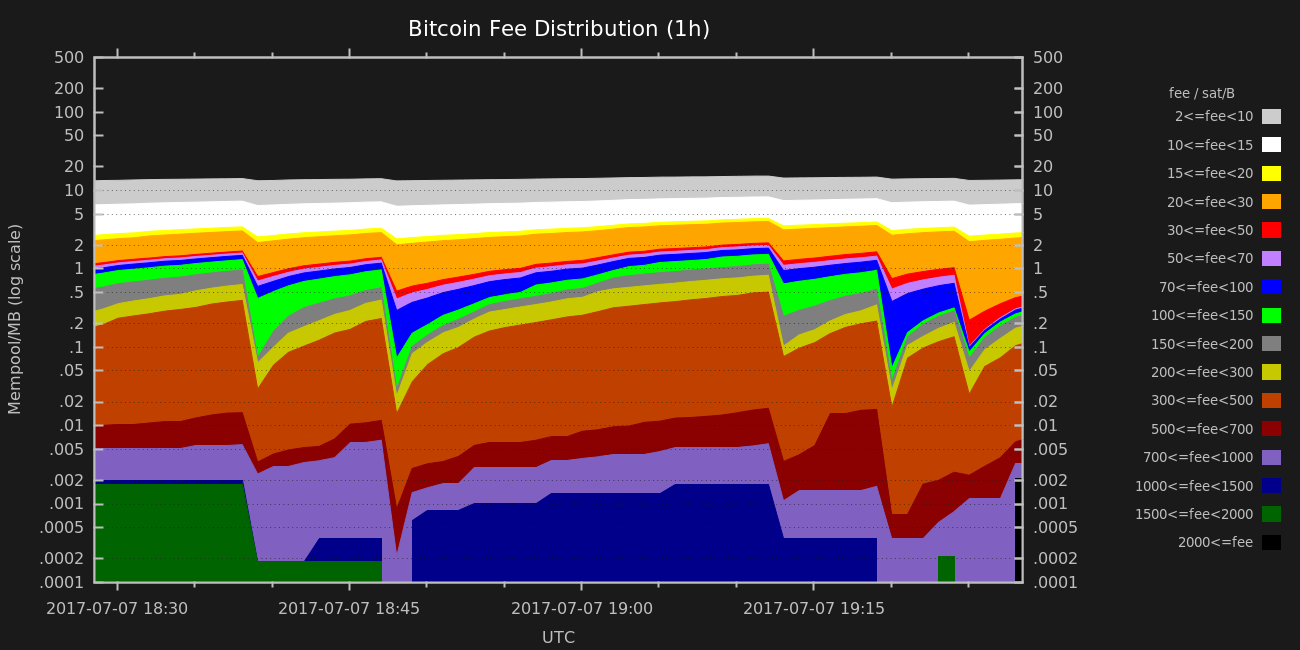 Bitcoin Fee Distribution (1h)
Mempool/MB (log scale)
500
200
100
50
20
10
5
2
1
.5
.2
.1
.05
.02
.01
.005
.002
.001
.0005
.0002
.0001
500
200
100
50
20
10
5
2
1
.5
.2
.1
.05
.02
.01
.005
.002
.001
.0005
.0002
.0001
2017-07-07 18:30
2017-07-07 18:45
2017-07-07 19:00
2017-07-07 19:15
UTC
fee / sat/B
2<=fee<10
10<=fee<15
15<=fee<20
20<=fee<30
30<=fee<50
50<=fee<70
70<=fee<100
100<=fee<150
150<=fee<200
200<=fee<300
300<=fee<500
500<=fee<700
700<=fee<1000
1000<=fee<1500
1500<=fee<2000
2000<=fee